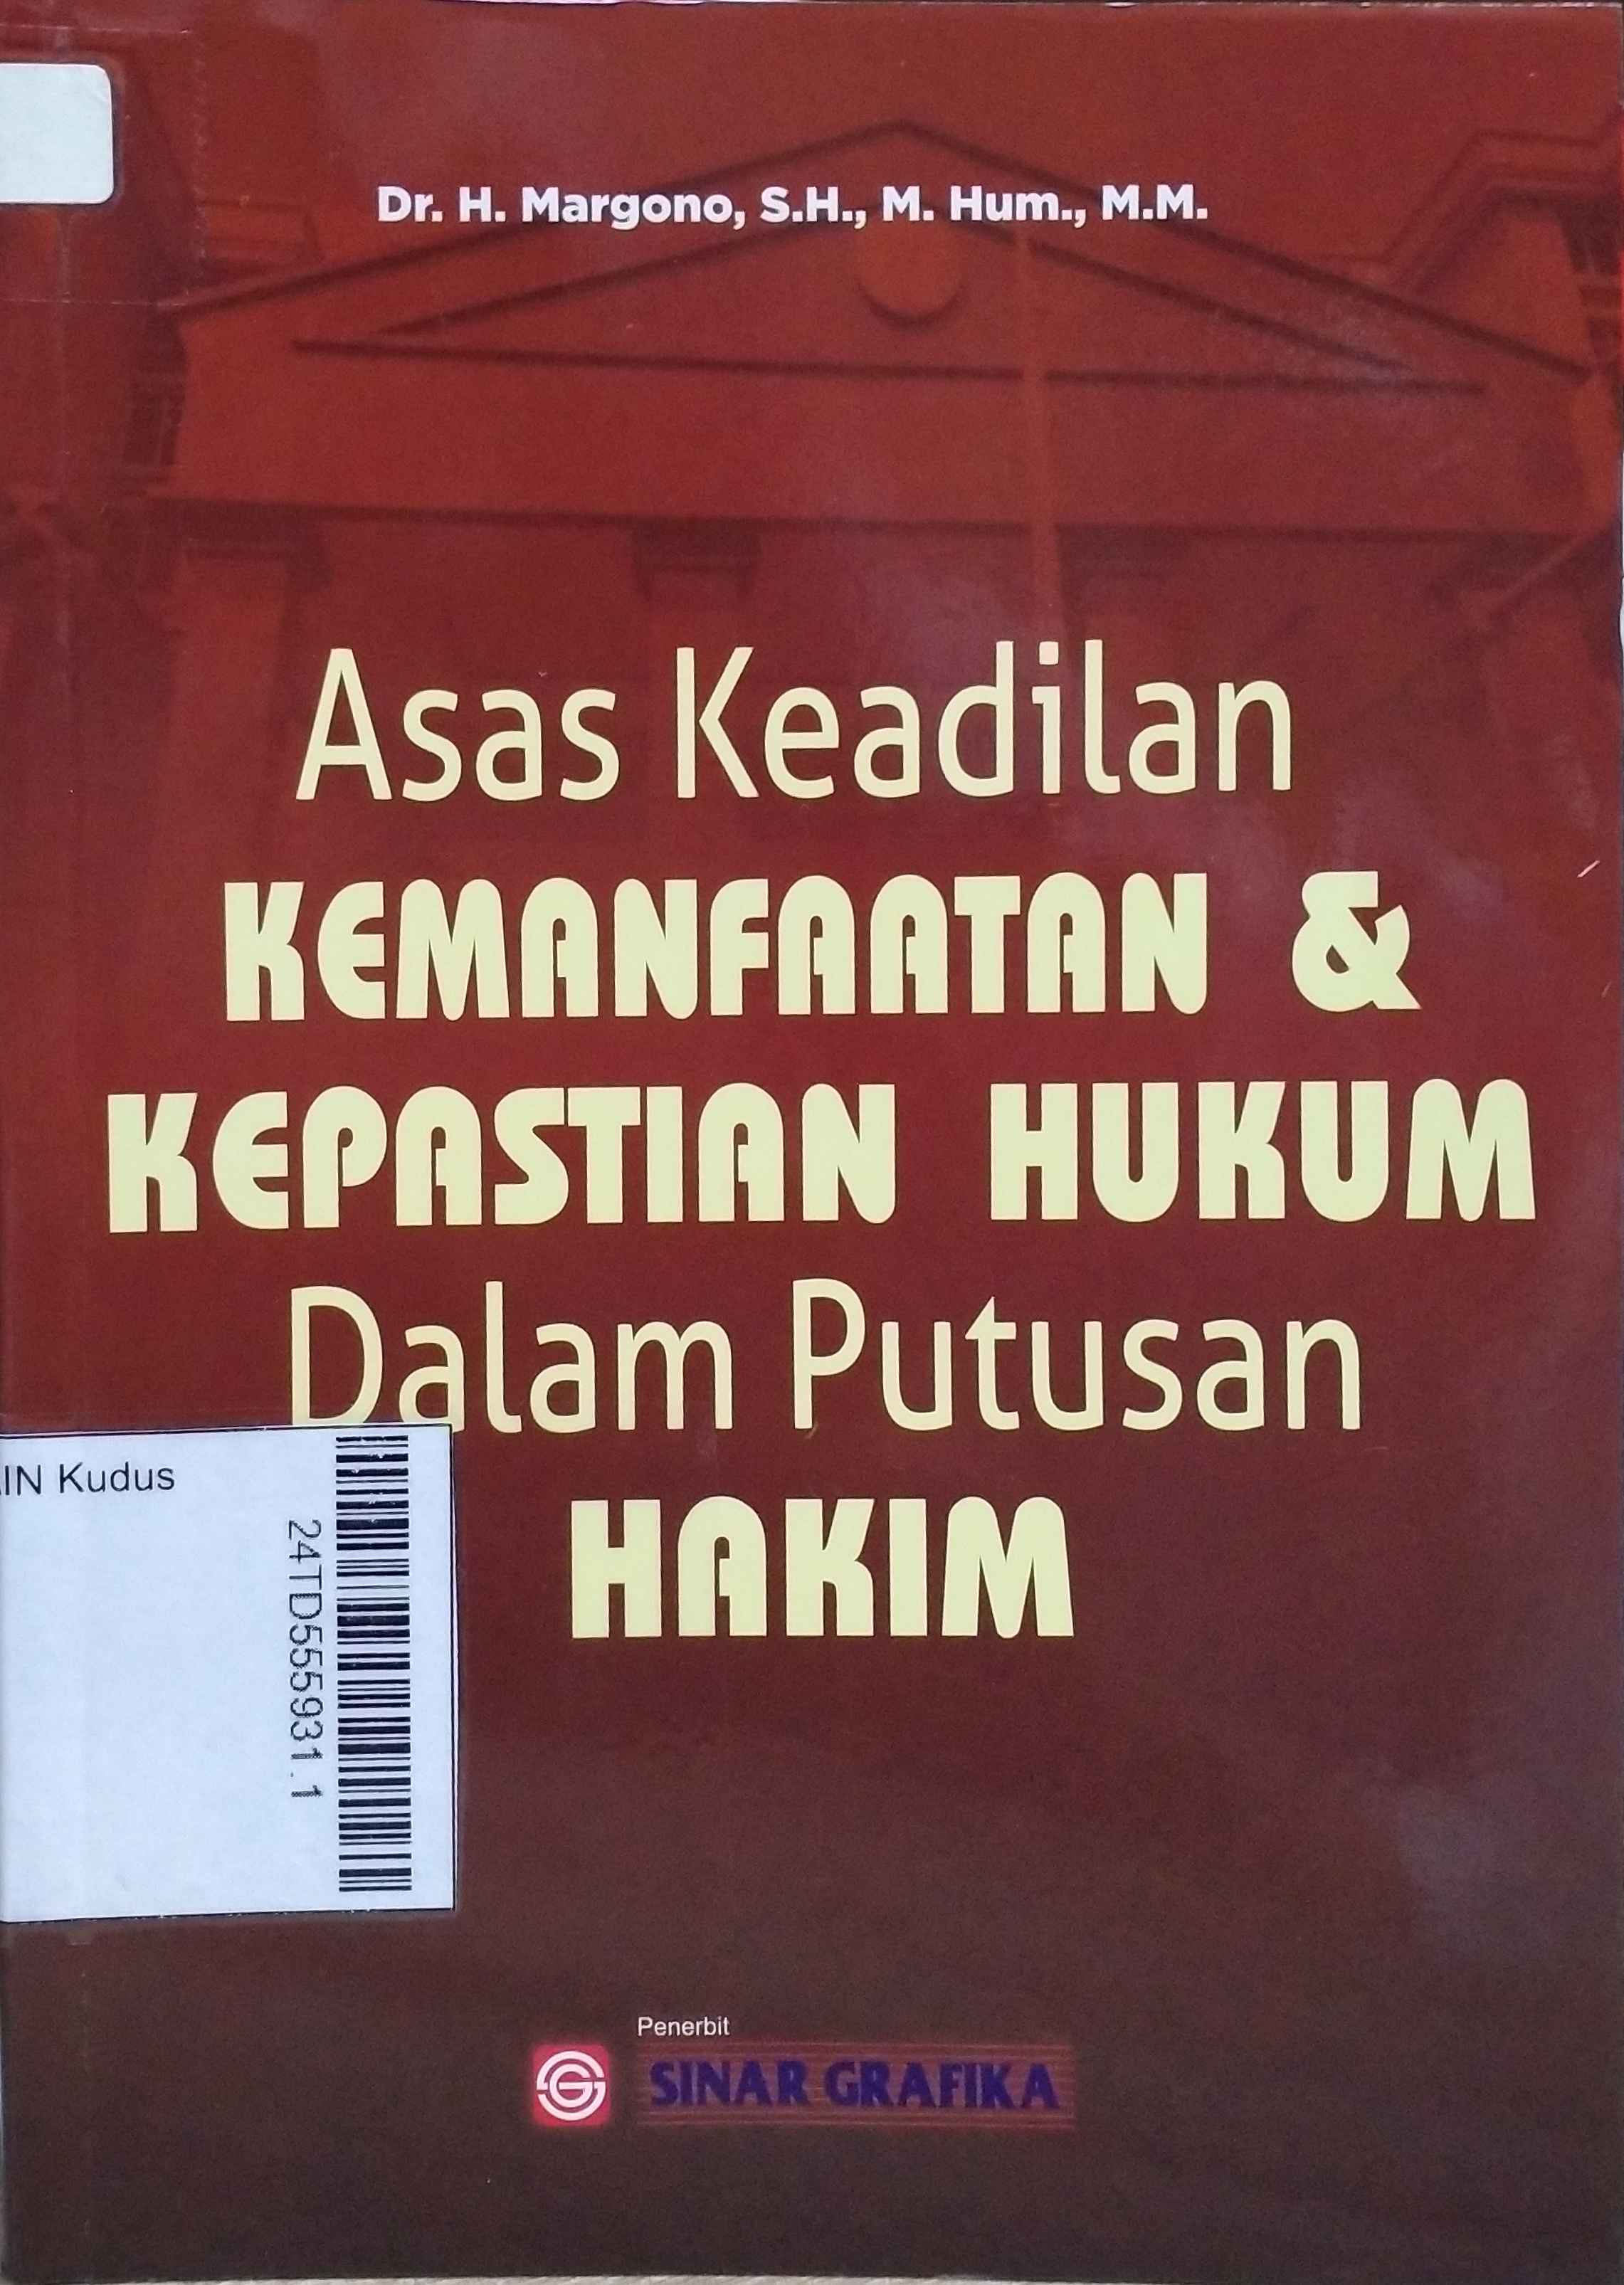 Dr. H. Margono, S.H., M. Hum., M.M.
Asas Keadilan
KEMANFAATAN &
KEPASTIAN HUKUM
Dalam Putusan
HAKIM
IN Kudus
24TD555931.1
Penerbit
SINAR GRAFIKA